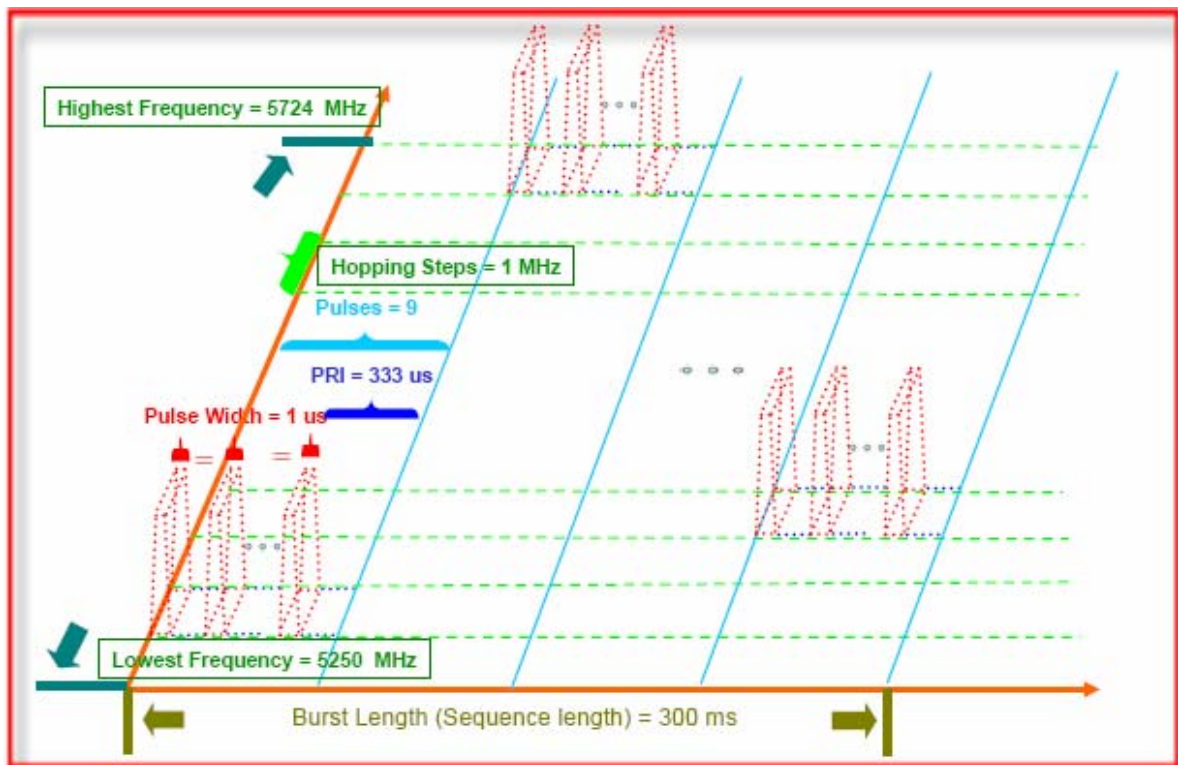 Highest Frequency = 5724 MHz
Hopping Steps = 1 MHz
Pulses = 9
PRI = 333 us
Pulse Width = 1 us
= =
Lowest Frequency = 5250 MHz
Burst Length (Sequence length) = 300 ms